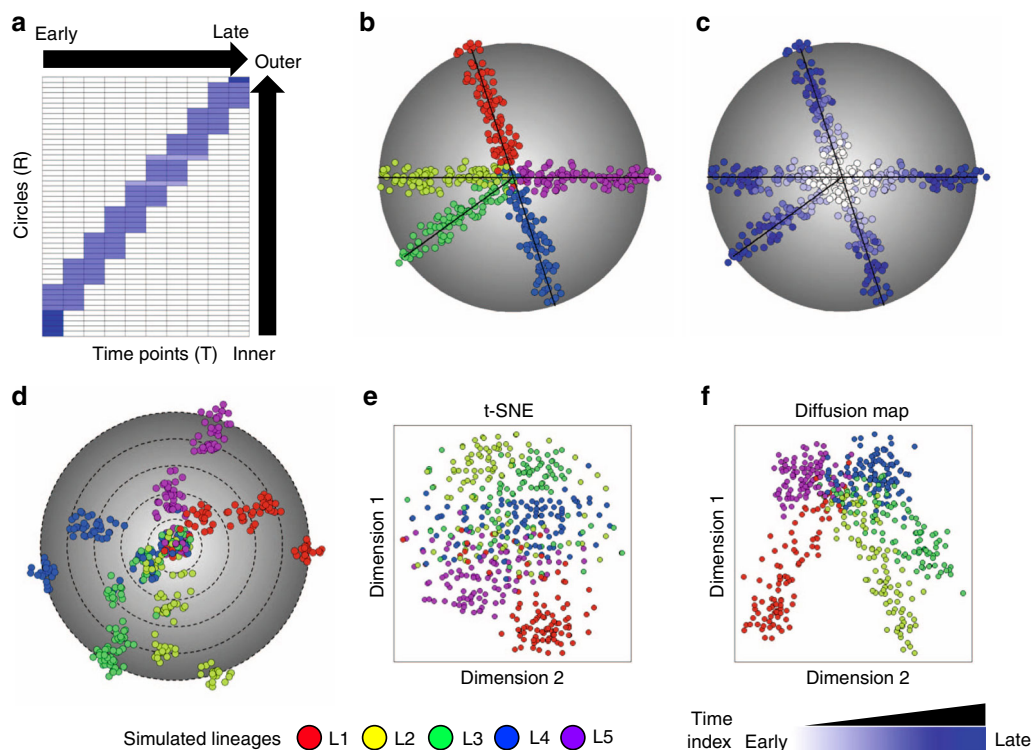 a
Early
Late
Outer
Circles (R)
Time points (T)
Inner
b
c
d
e
t-SNE
Dimension 1
Dimension 2
f
Diffusion map
Dimension 1
Dimension 2
Simulated lineages
L1
L2
L3
L4
L5
Time
index
Early
Late